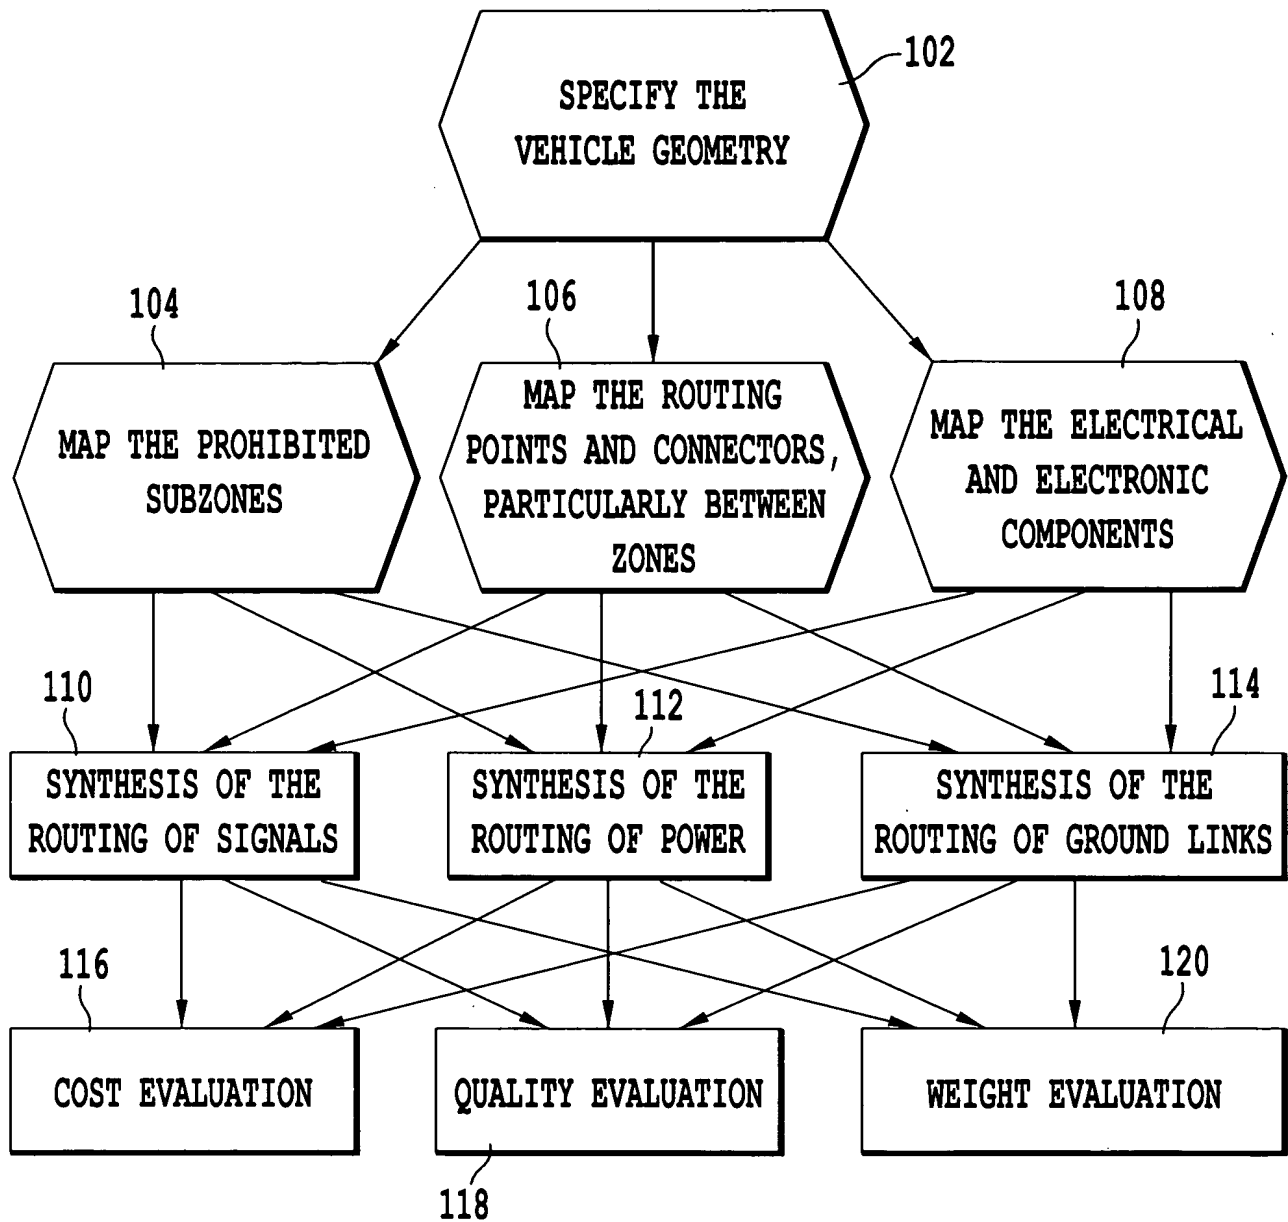 102
SPECIFY THE
VEHICLE GEOMETRY
104
106
108
MAP THE PROHIBITED
SUBZONES
MAP THE ROUTING
POINTS AND CONNECTORS,
PARTICULARLY BETWEEN
ZONES
MAP THE ELECTRICAL
AND ELECTRONIC
COMPONENTS
110
112
114
SYNTHESIS OF THE
ROUTING OF SIGNALS
SYNTHESIS OF THE
ROUTING OF POWER
SYNTHESIS OF THE
ROUTING OF GROUND LINKS
116
120
COST EVALUATION
QUALITY EVALUATION
WEIGHT EVALUATION
118